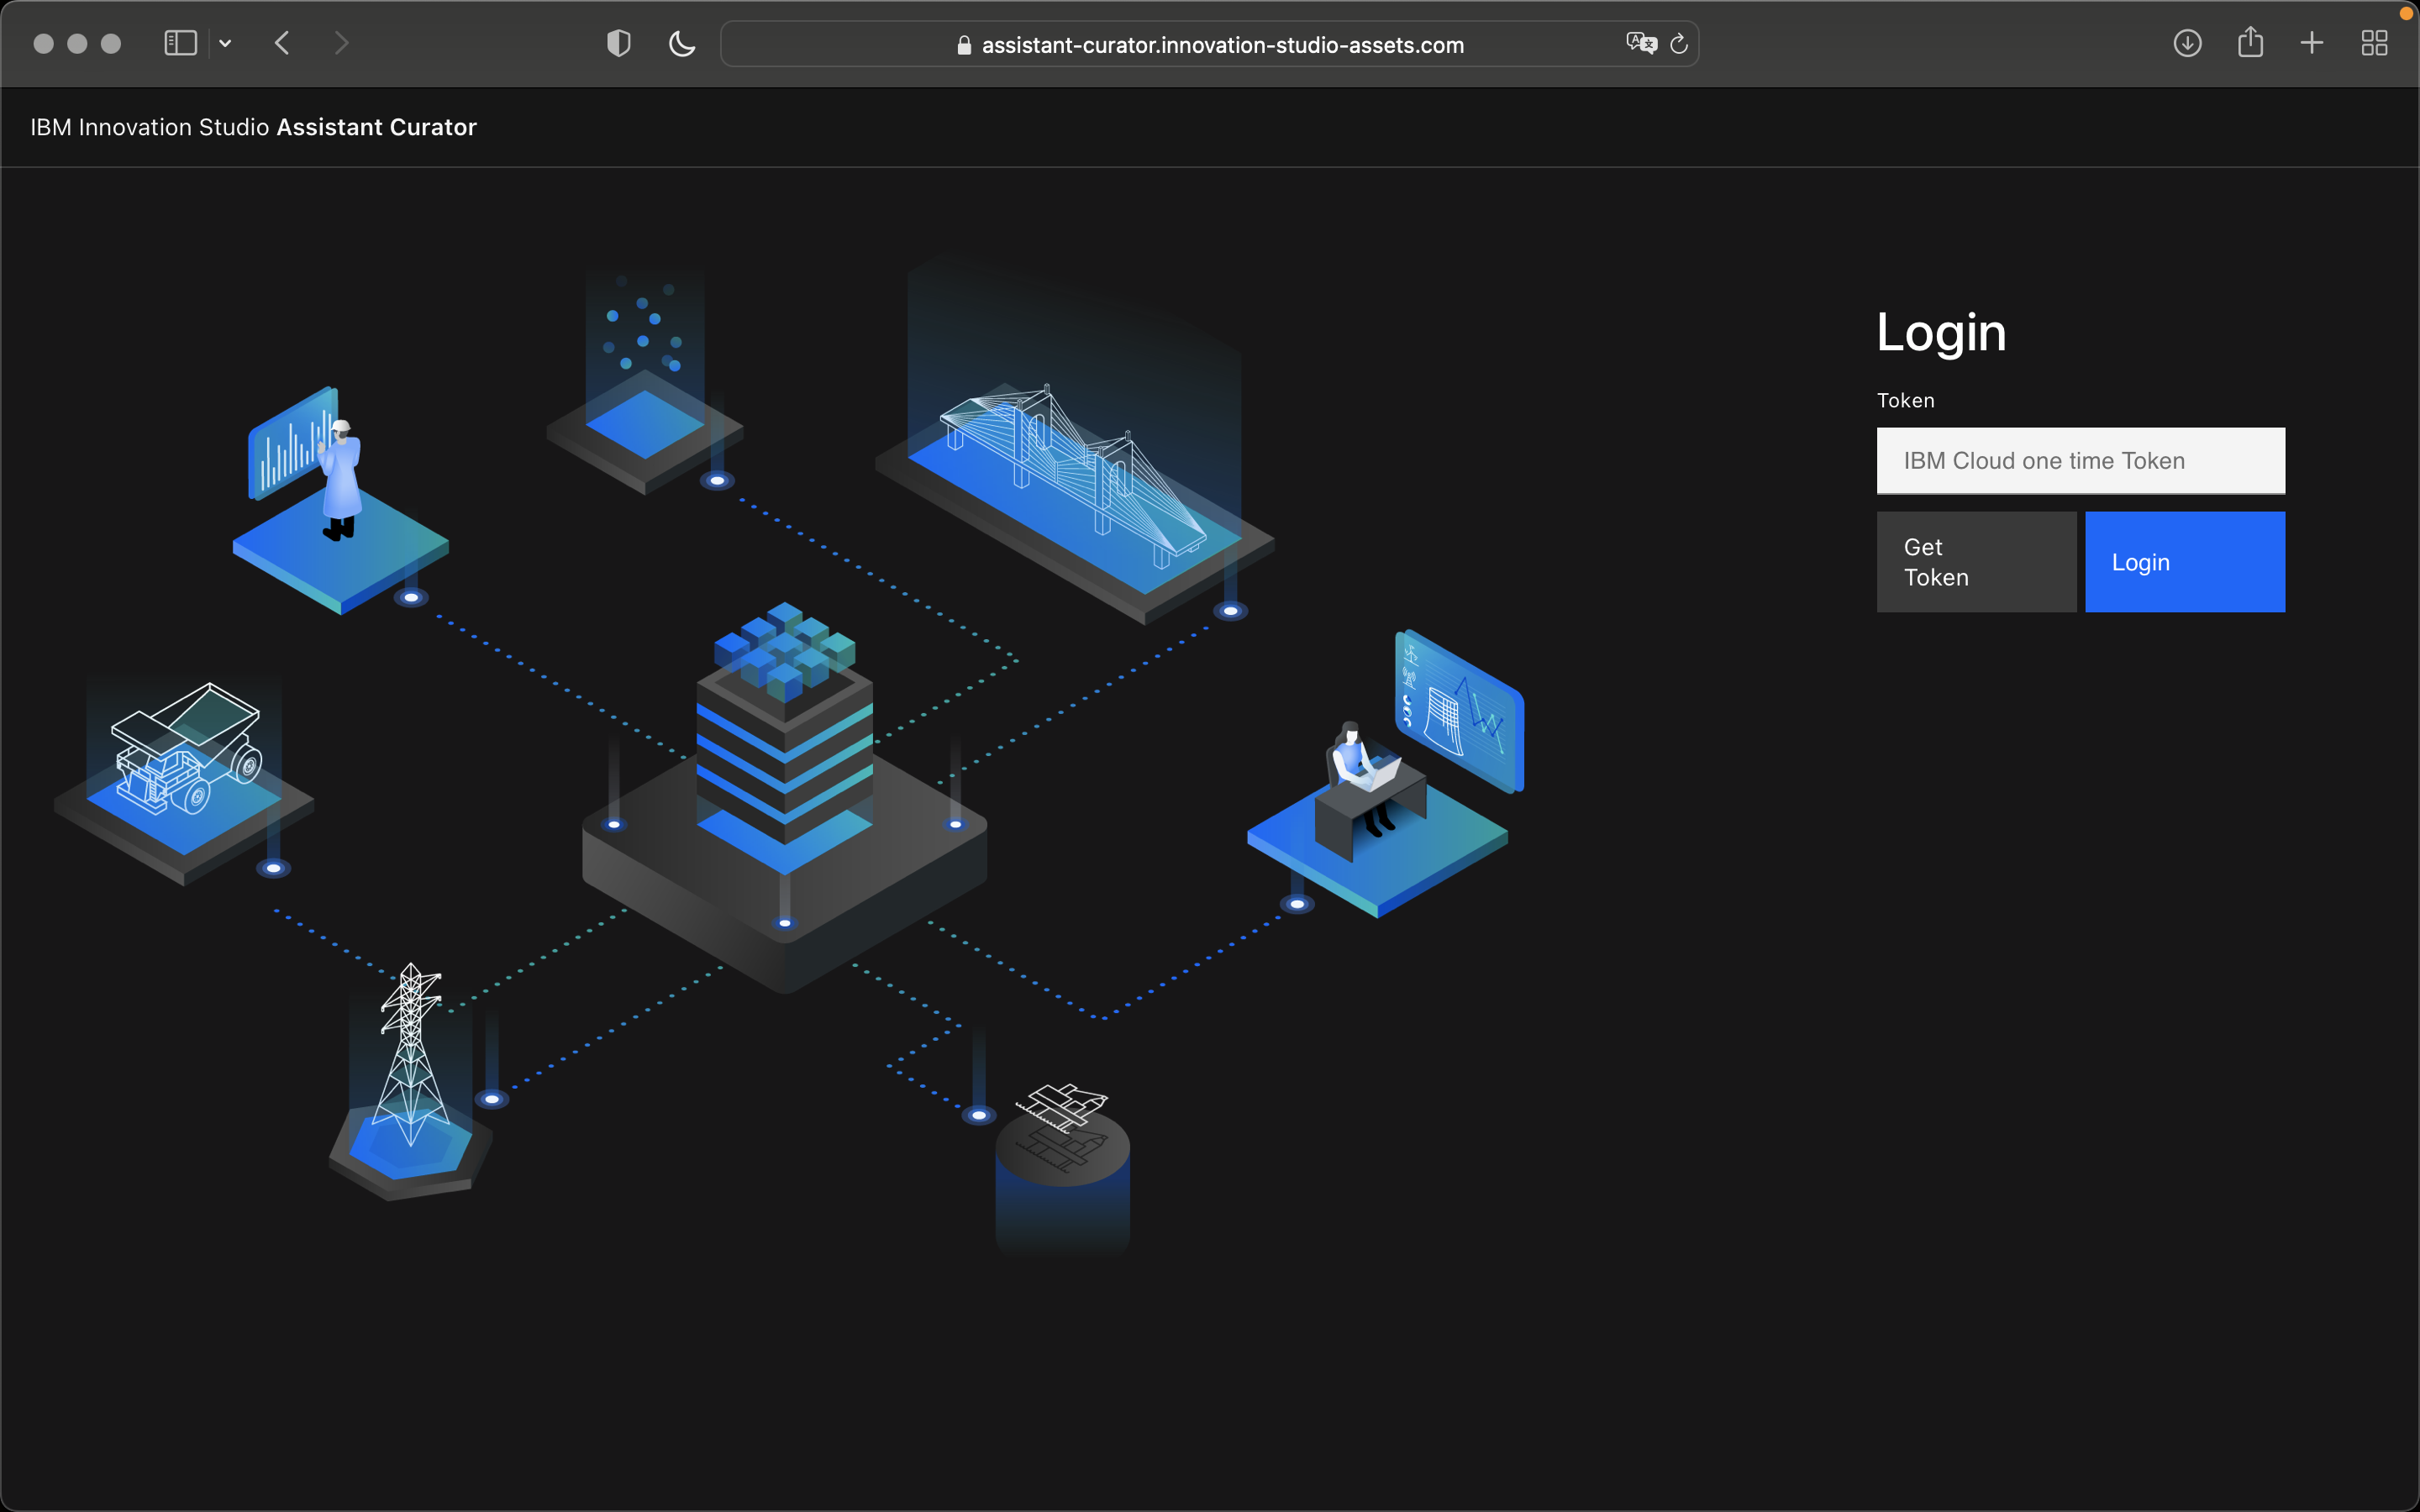 assistant-curator.innovation-studio-assets.com
IBM Innovation Studio Assistant Curator
Login
Token
IBM Cloud one time Token
Get
Token
Login